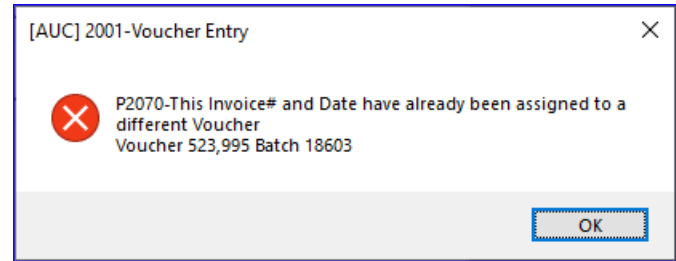 [AUC] 2001-Voucher Entry
P2070-This Invoice# and Date have already been assigned to a
different Voucher
Voucher 523,995 Batch 18603
OK